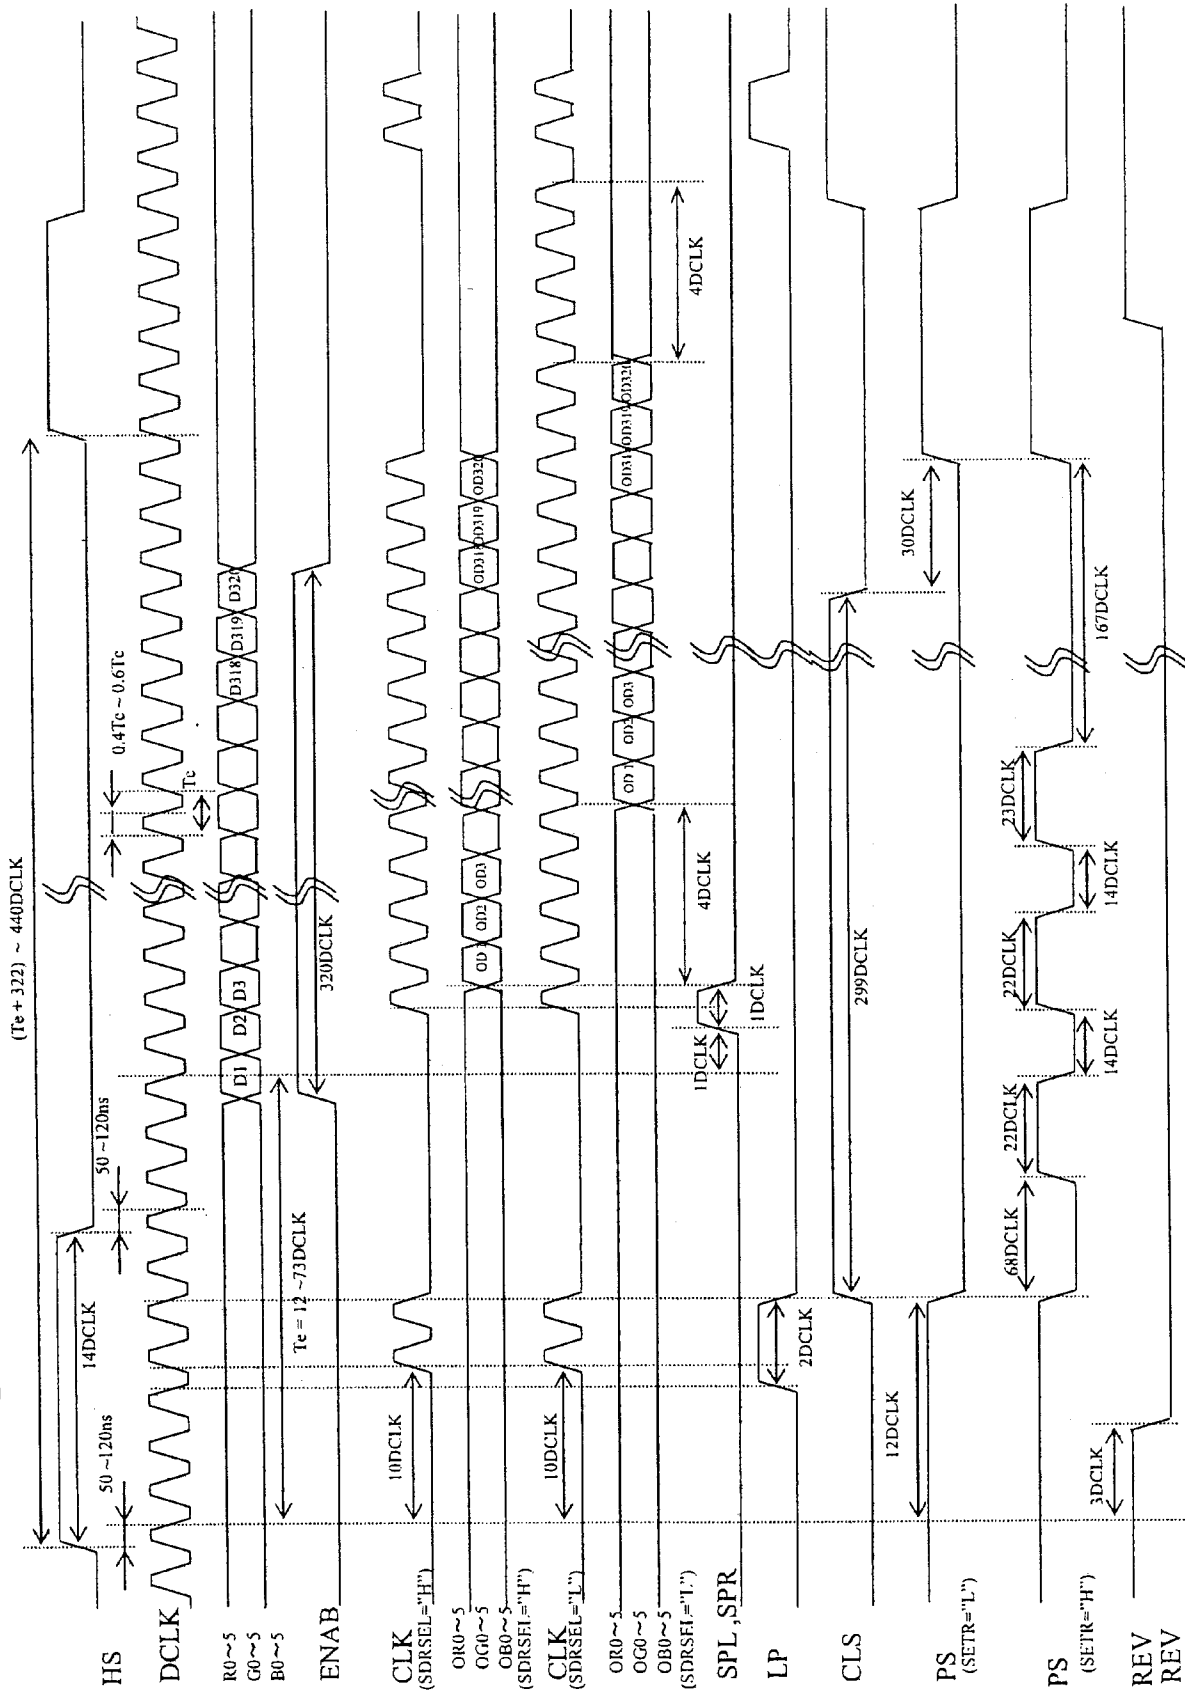 (Te + 322) ~ 440DCLK
HS
50 ~120ns
14DCLK
50 ~120ns
0.4Tc ~ 0.6Tc
DCLK
Tc
R0~5
G0~5
B0~5
D1
D2
D3
D318
D319
D320
Te = 12 ~73DCLK
ENAB
320DCLK
CLK
(SDRSEL="H")
10DCLK
OR0~5
OG0~5
OB0~5
(SDRSEL="H")
OD1
OD2
OD3
OD318
OD319
OD320
CLK
(SDRSEL="L")
10DCLK
OR0~5
OG0~5
OB0~5
(SDRSEL="L")
OD1
OD2
OD3
OD318
OD319
OD320
4DCLK
4DCLK
SPL ,SPR
1DCLK
1DCLK
LP
2DCLK
CLS
299DCLK
PS
(SETR="L")
12DCLK
30DCLK
PS
(SETR="H")
68DCLK
22DCLK
14DCLK
22DCLK
14DCLK
23DCLK
167DCLK
REV
REV
3DCLK